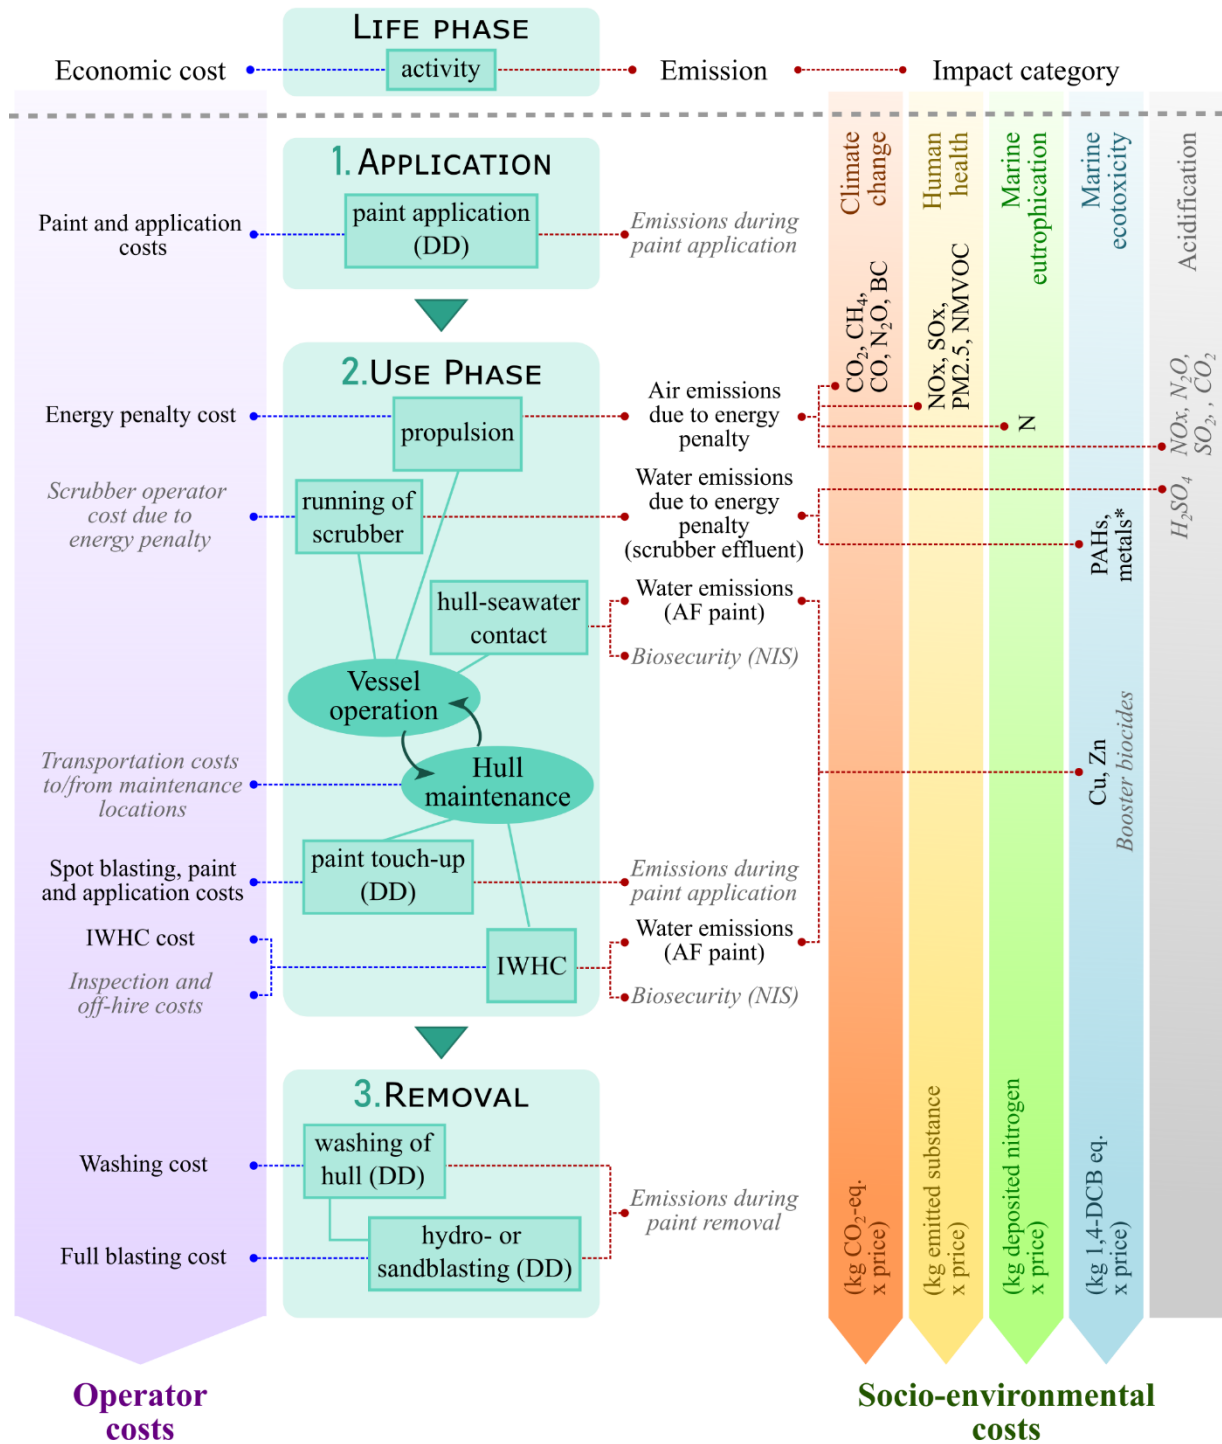 LIFE PHASE
Economic cost
activity
Emission
Impact category
Climate
change
Human
health
Marine
eutrophication
Marine
ecotoxicity
Acidification
1. APPLICATION
Paint and application
costs
paint application
(DD)
Emissions during
paint application
CO₂, CH₄,
CO, N₂O, BC
NOx, SOx,
PM2.5, NMVOC
N
NOx, N₂O,
SO₂, , CO₂
2. USE PHASE
Energy penalty cost
propulsion
Air emissions
due to energy
penalty
Scrubber operator
cost due to
energy penalty
running of
scrubber
Water emissions
due to energy
penalty
(scrubber effluent)
H₂SO₄
PAHs,
metals*
hull-seawater
contact
Water emissions
(AF paint)
Biosecurity (NIS)
Vessel
operation
Transportation costs
to/from maintenance
locations
Hull
maintenance
Cu, Zn
Booster biocides
Spot blasting, paint
and application costs
paint touch-up
(DD)
Emissions during
paint application
IWHC cost
Inspection and
off-hire costs
IWHC
Water emissions
(AF paint)
Biosecurity (NIS)
3. REMOVAL
Washing cost
washing of
hull (DD)
Emissions during
paint removal
Full blasting cost
hydro- or
sandblasting (DD)
(kg CO₂-eq.
x price)
(kg emitted substance
x price)
(kg deposited nitrogen
x price)
(kg 1,4-DCB eq.
x price)
Operator
costs
Socio-environmental
costs